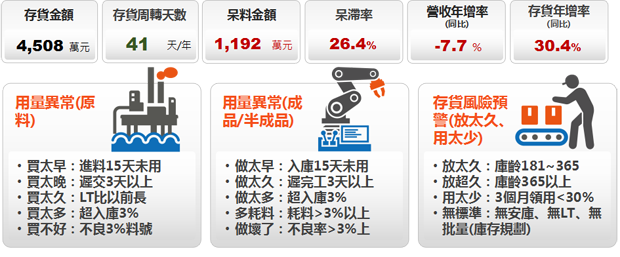 存貨金額
4,508 萬元
存貨周轉天數
41 天/年
呆料金額
1,192 萬元
呆滯率
26.4%
營收年增率
(同比)
-7.7 %
存貨年增率
(同比)
30.4%
用量異常(原
料)
• 買太早：進料15天未用
• 買太晚：遲交3天以上
• 買太久：LT比以前長
• 買太多：超入庫3%
• 買不好：不良3%料號
用量異常(成
品/半成品)
• 做太早：入庫15天未用
• 做太久：遲完工3天以上
• 做太多：超入庫3%
• 多耗料：耗料>3%以上
• 做壞了：不良率>3%上
存貨風險預
警(放太久、
用太少)
• 放太久：庫齡181~365
• 放超久：庫齡365以上
• 用太少：3個月領用<30%
• 無標準：無安庫、無LT、無
批量(庫存規劃)